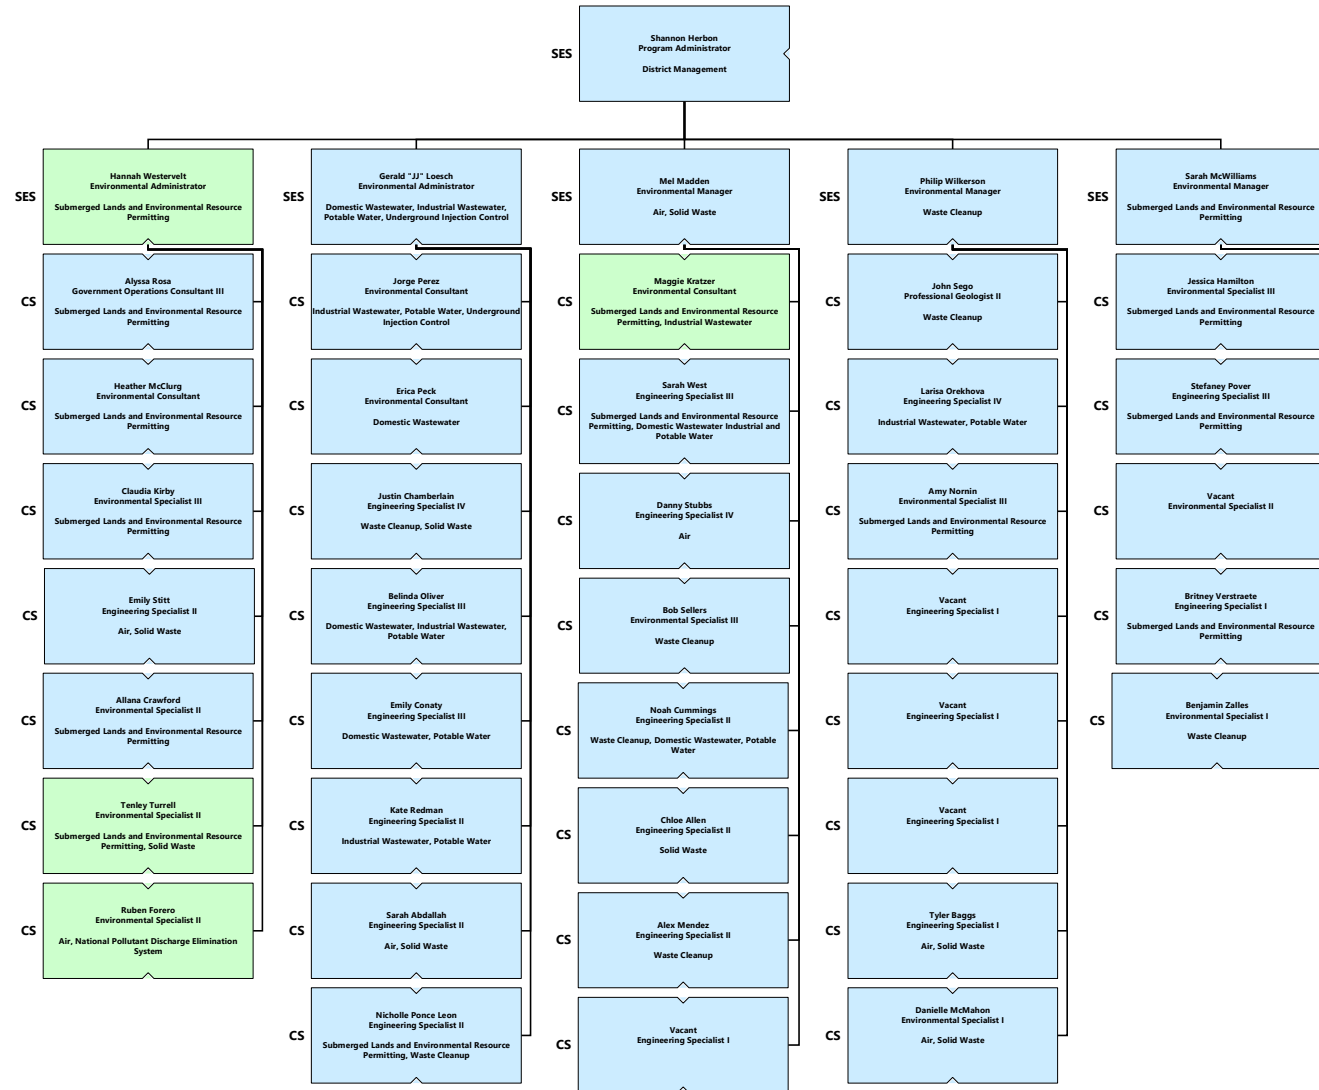 SES
Shannon Herbon
Program Administrator
District Management
SES
Hannah Westervelt
Environmental Administrator
Submerged Lands and Environmental Resource
Permitting
CS
Alyssa Rosa
Government Operations Consultant III
Submerged Lands and Environmental Resource
Permitting
CS
Heather McClurg
Environmental Consultant
Submerged Lands and Environmental Resource
Permitting
CS
Claudia Kirby
Environmental Specialist III
Submerged Lands and Environmental Resource
Permitting
CS
Emily Stitt
Engineering Specialist II
Air, Solid Waste
CS
Allana Crawford
Environmental Specialist II
Submerged Lands and Environmental Resource
Permitting
CS
Tenley Turrell
Environmental Specialist II
Submerged Lands and Environmental Resource
Permitting, Solid Waste
CS
Ruben Forero
Environmental Specialist II
Air, National Pollutant Discharge Elimination
System
SES
Gerald "JJ" Loesch
Environmental Administrator
Domestic Wastewater, Industrial Wastewater,
Potable Water, Underground Injection Control
CS
Jorge Perez
Environmental Consultant
Industrial Wastewater, Potable Water, Underground
Injection Control
CS
Erica Peck
Environmental Consultant
Domestic Wastewater
CS
Justin Chamberlain
Engineering Specialist IV
Waste Cleanup, Solid Waste
CS
Belinda Oliver
Engineering Specialist III
Domestic Wastewater, Industrial Wastewater,
Potable Water
CS
Emily Conaty
Engineering Specialist III
Domestic Wastewater, Potable Water
CS
Kate Redman
Engineering Specialist II
Industrial Wastewater, Potable Water
CS
Sarah Abdallah
Engineering Specialist II
Air, Solid Waste
CS
Nicholle Ponce Leon
Engineering Specialist II
Submerged Lands and Environmental Resource
Permitting, Waste Cleanup
SES
Mel Madden
Environmental Manager
Air, Solid Waste
CS
Maggie Kratzer
Environmental Consultant
Submerged Lands and Environmental Resource
Permitting, Industrial Wastewater
CS
Sarah West
Engineering Specialist III
Submerged Lands and Environmental Resource
Permitting, Domestic Wastewater Industrial and
Potable Water
CS
Danny Stubbs
Engineering Specialist IV
Air
CS
Bob Sellers
Environmental Specialist III
Waste Cleanup
CS
Noah Cummings
Engineering Specialist II
Waste Cleanup, Domestic Wastewater, Potable
Water
CS
Chloe Allen
Engineering Specialist II
Solid Waste
CS
Alex Mendez
Engineering Specialist II
Waste Cleanup
CS
Vacant
Engineering Specialist I
SES
Philip Wilkerson
Environmental Manager
Waste Cleanup
CS
John Sego
Professional Geologist II
Waste Cleanup
CS
Larisa Orekhova
Engineering Specialist IV
Industrial Wastewater, Potable Water
CS
Amy Nornin
Environmental Specialist III
Submerged Lands and Environmental Resource
Permitting
CS
Vacant
Engineering Specialist I
CS
Vacant
Engineering Specialist I
CS
Vacant
Engineering Specialist I
CS
Tyler Baggs
Engineering Specialist I
Air, Solid Waste
CS
Danielle McMahon
Environmental Specialist I
Air, Solid Waste
SES
Sarah McWilliams
Environmental Manager
Submerged Lands and Environmental Resource
Permitting
CS
Jessica Hamilton
Environmental Specialist III
Submerged Lands and Environmental Resource
Permitting
CS
Stefaney Pover
Engineering Specialist III
Submerged Lands and Environmental Resource
Permitting
CS
Vacant
Environmental Specialist II
CS
Britney Verstraete
Engineering Specialist I
Submerged Lands and Environmental Resource
Permitting
CS
Benjamin Zalles
Environmental Specialist I
Waste Cleanup